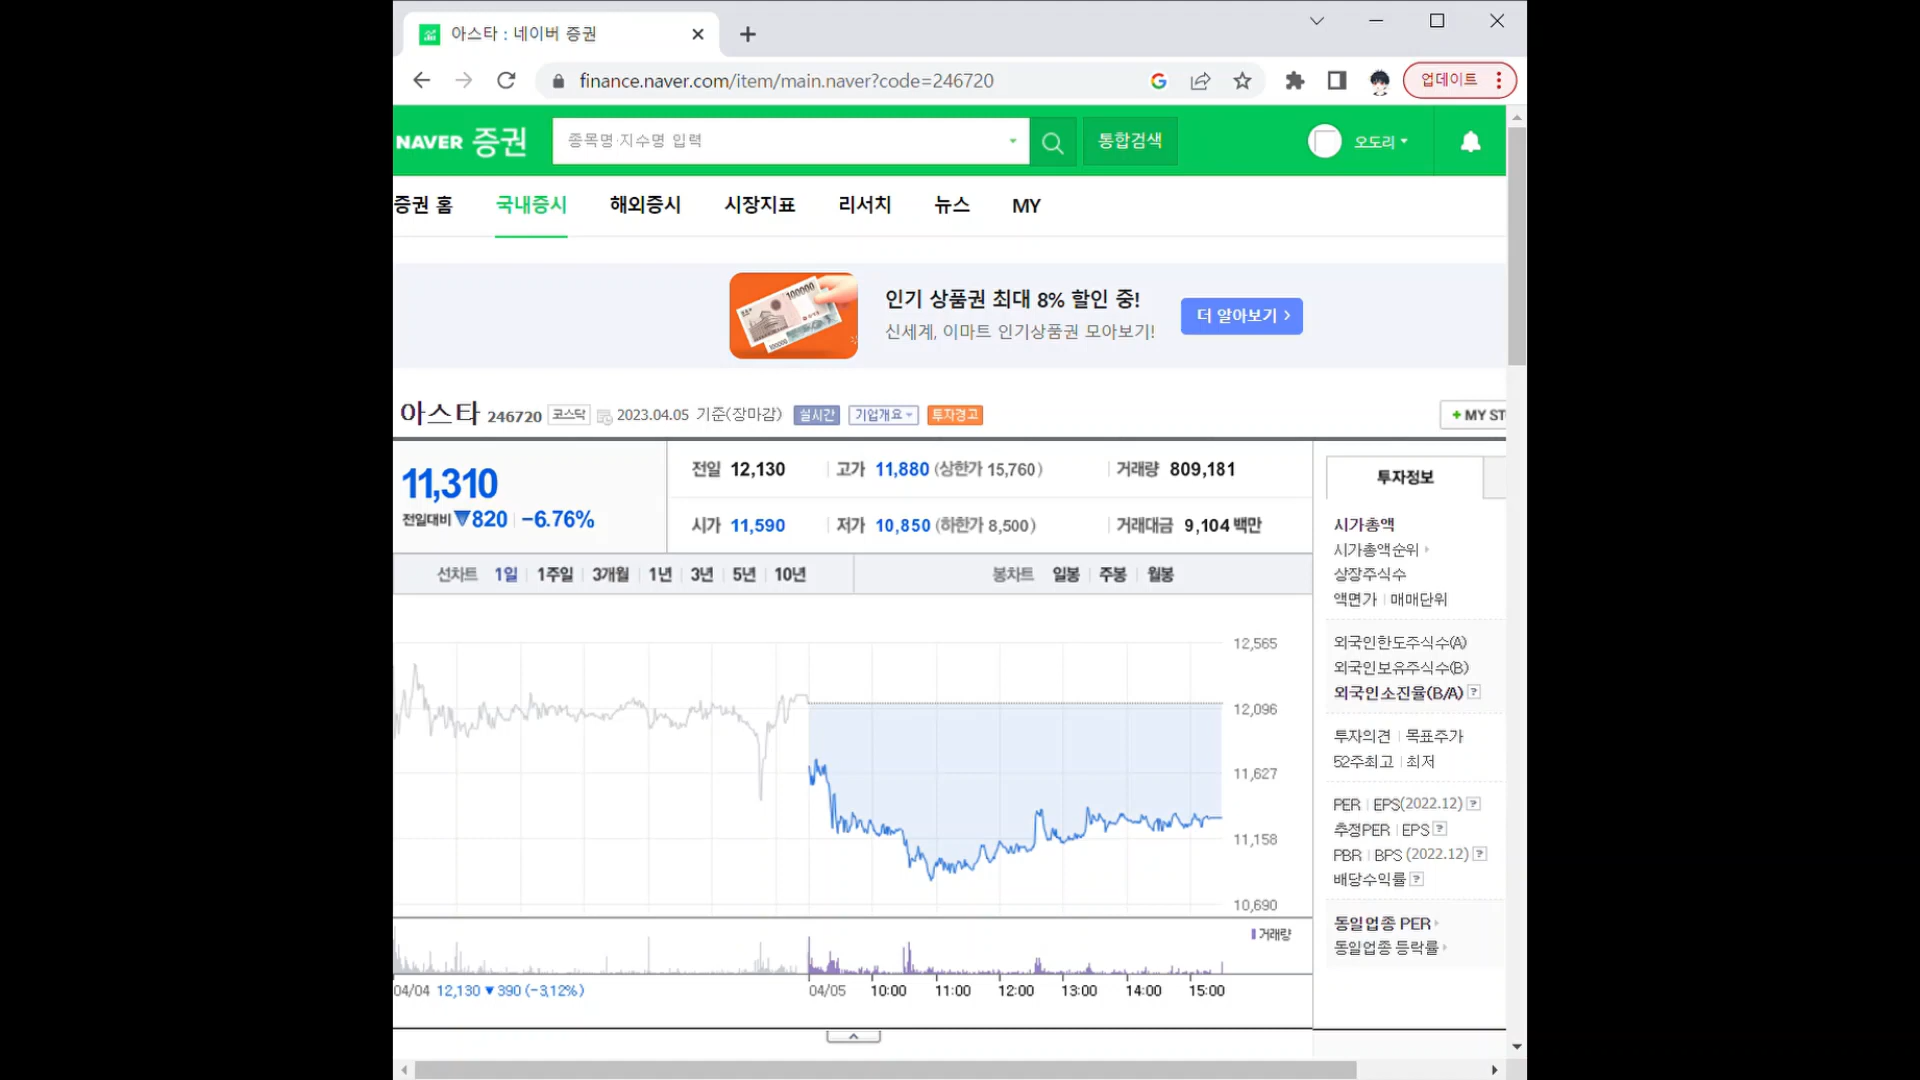 아스타 : 네이버 증권
finance.naver.com/item/main.naver?code=246720
업데이트
NAVER 증권
종목명·지수명 입력
통합검색
오도리
증권 홈 국내증시 해외증시 시장지표 리서치 뉴스 MY
100000
100000
인기 상품권 최대 8% 할인 중!
신세계, 이마트 인기상품권 모아보기!
더 알아보기 >
아스타 246720 코스닥 2023.04.05 기준(장마감) 실시간 기업개요 투자경고
+ MY ST
11,310
전일대비 ▼820 -6.76%
전일 12,130 고가 11,880 (상한가 15,760) 거래량 809,181
시가 11,590 저가 10,850 (하한가 8,500) 거래대금 9,104 백만
선차트 1일 1주일 3개월 1년 3년 5년 10년 봉차트 일봉 주봉 월봉
12,565
12,096
11,627
11,158
10,690
거래량
04/04 12,130 ▼ 390 (-3.12%) 04/05 10:00 11:00 12:00 13:00 14:00 15:00
투자정보
시가총액
시가총액순위
상장주식수
액면가 매매단위
외국인한도주식수(A)
외국인보유주식수(B)
외국인소진율(B/A) ?
투자의견 목표주가
52주최고 최저
PER EPS(2022.12) ?
추정PER EPS ?
PBR BPS (2022.12) ?
배당수익률 ?
동일업종 PER
동일업종 등락률